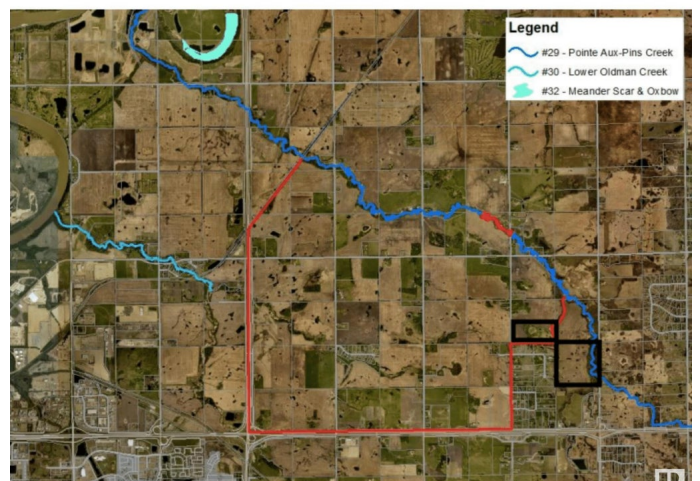 Legend
#29 - Pointe Aux-Pins Creek
#30 - Lower Oldman Creek
#32 - Meander Scar & Oxbow